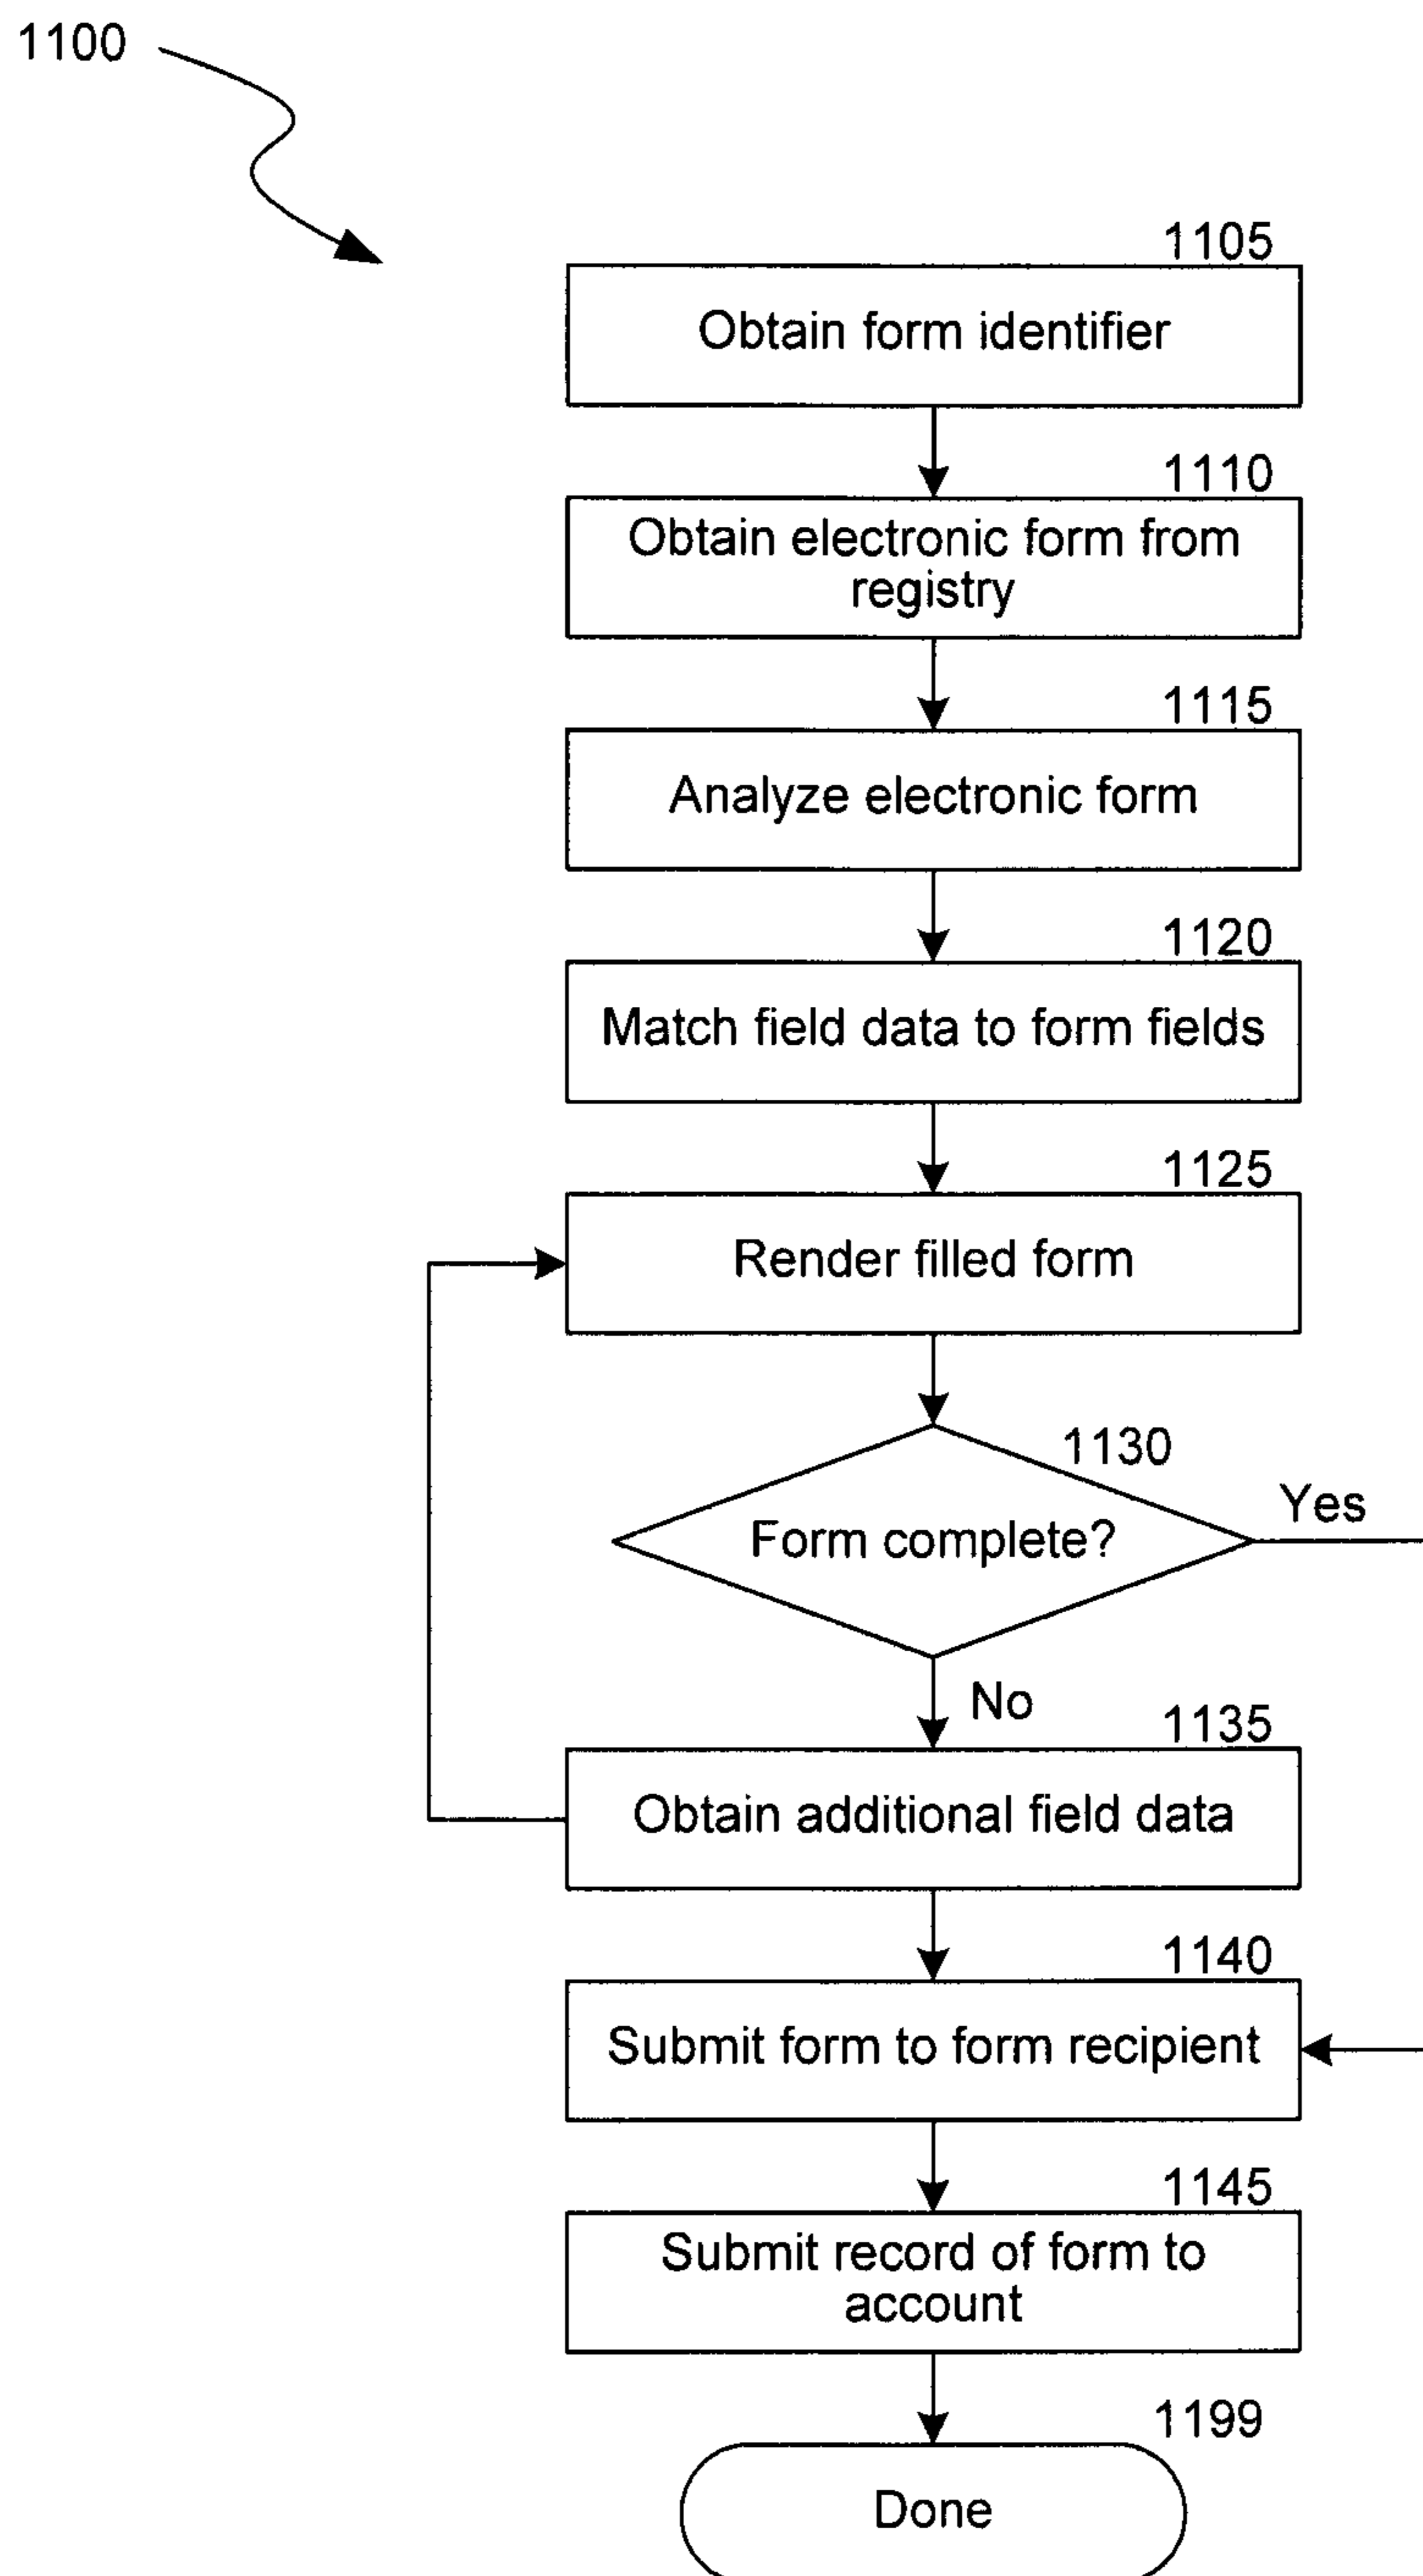 1100
1105
Obtain form identifier
1110
Obtain electronic form from
registry
1115
Analyze electronic form
1120
Match field data to form fields
1125
Render filled form
1130
Form complete?
Yes
No
1135
Obtain additional field data
1140
Submit form to form recipient
1145
Submit record of form to
account
1199
Done